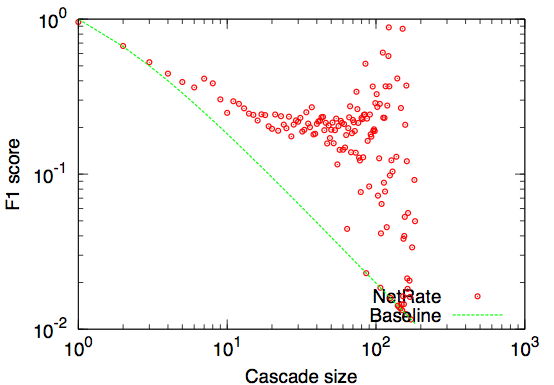 10^0
10^-1
10^-2
F1 score
NetRate
Baseline
10^0 10^1 10^2 10^3
Cascade size